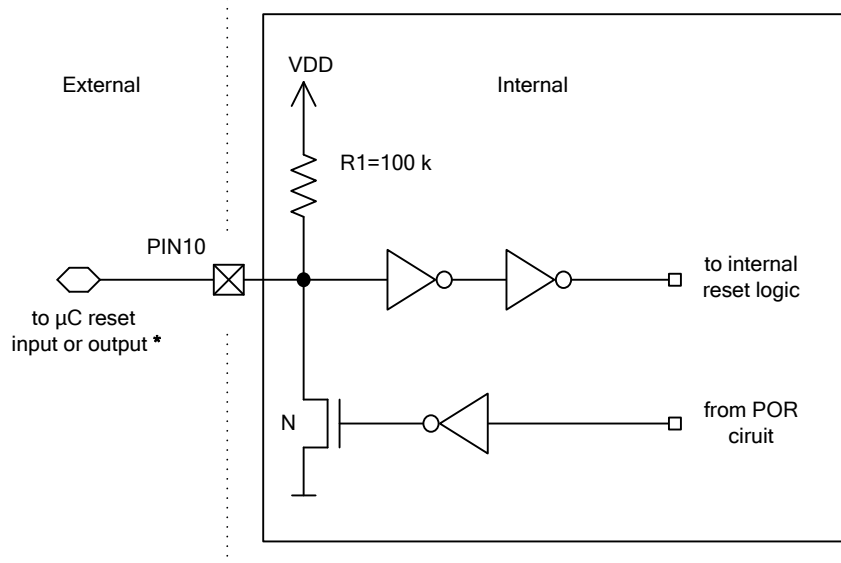 External
Internal
VDD
R1=100 k
PIN10
to µC reset
input or output *
to internal
reset logic
N
from POR
ciruit